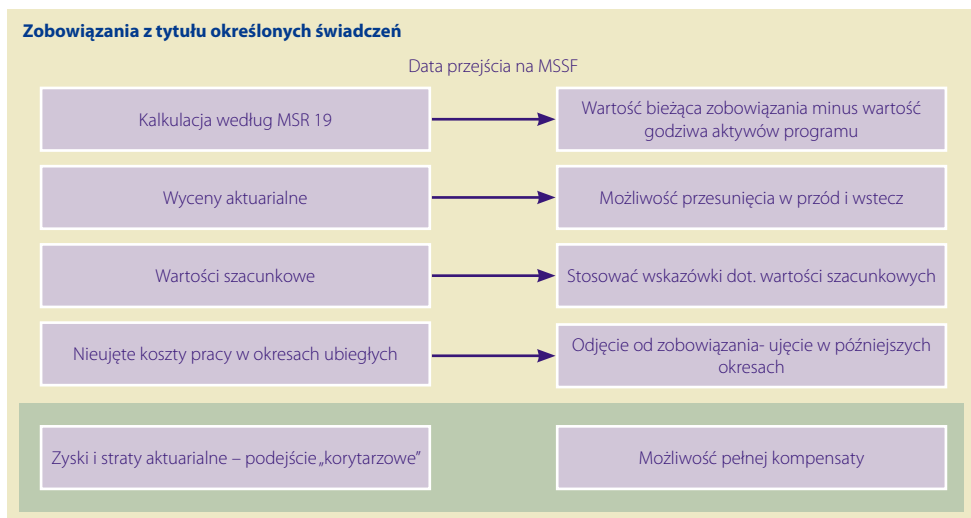 Zobowiązania z tytułu określonych świadczeń
Data przejścia na MSSF
Kalkulacja według MSR 19
Wartość bieżąca zobowiązania minus wartość
godziwa aktywów programu
Wyceny aktuarialne
Możliwość przesunięcia w przód i wstecz
Wartości szacunkowe
Stosować wskazówki dot. wartości szacunkowych
Nieujęte koszty pracy w okresach ubiegłych
Odjęcie od zobowiązania- ujęcie w późniejszych
okresach
Zyski i straty aktuarialne – podejście „korytarzowe”
Możliwość pełnej kompensaty